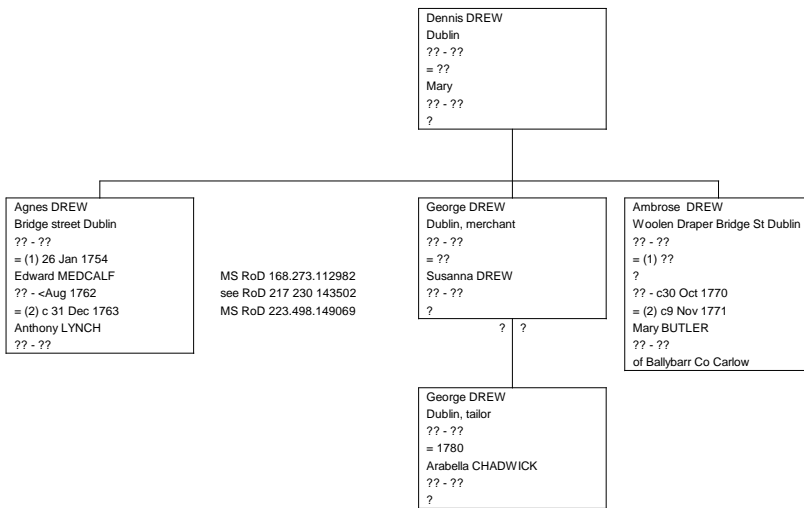 Dennis DREW
Dublin
?? - ??
= ??
Mary
?? - ??
?
Agnes DREW
Bridge street Dublin
?? - ??
= (1) 26 Jan 1754
Edward MEDCALF
?? - <Aug 1762
= (2) c 31 Dec 1763
Anthony LYNCH
?? - ??
MS RoD 168.273.112982
see RoD 217 230 143502
MS RoD 223.498.149069
George DREW
Dublin, merchant
?? - ??
= ??
Susanna DREW
?? - ??
?
Ambrose  DREW
Woolen Draper Bridge St Dublin
?? - ??
= (1) ??
?
?? - c30 Oct 1770
= (2) c9 Nov 1771
Mary BUTLER
?? - ??
of Ballybarr Co Carlow
? ?
George DREW
Dublin, tailor
?? - ??
= 1780
Arabella CHADWICK
?? - ??
?